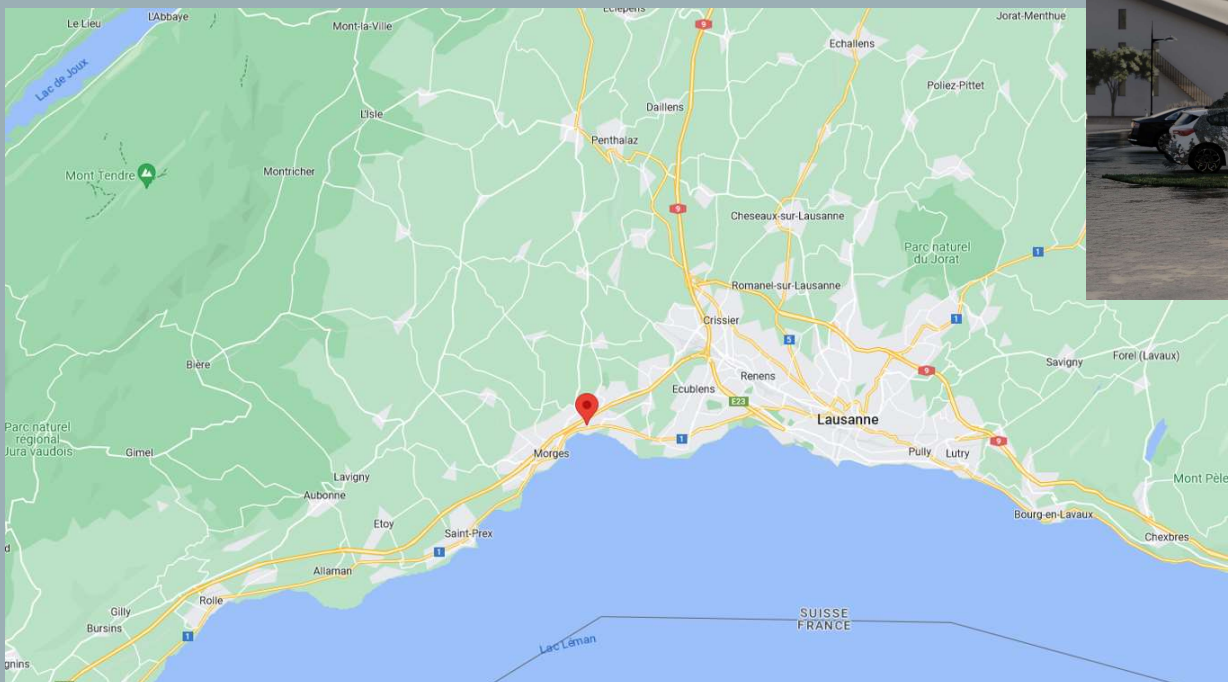 Le Lieu
L'Abbaye
Mont-la-Ville
Eclépens
9
Jorat-Menthue
Echallens
Lac de Joux
Poliez-Pittet
Daillens
L'Isle
Penthalaz
Mont Tendre
Montricher
9
Cheseaux-sur-Lausanne
Parc naturel
du Jorat
1
Romanel-sur-Lausanne
Crissier
1
5
Savigny
Forel (Lavaux)
Bière
Renens
9
Ecublens
E23
Lausanne
Parc naturel
régional
Jura vaudois
Gimel
Morges
1
9
Pully
Lutry
Lavigny
Mont Pèle
Aubonne
Etoy
Saint-Prex
Bourg-en-Lavaux
Chexbres
1
Allaman
Rolle
Gilly
Bursins
1
SUISSE
FRANCE
Lac Léman
gnins